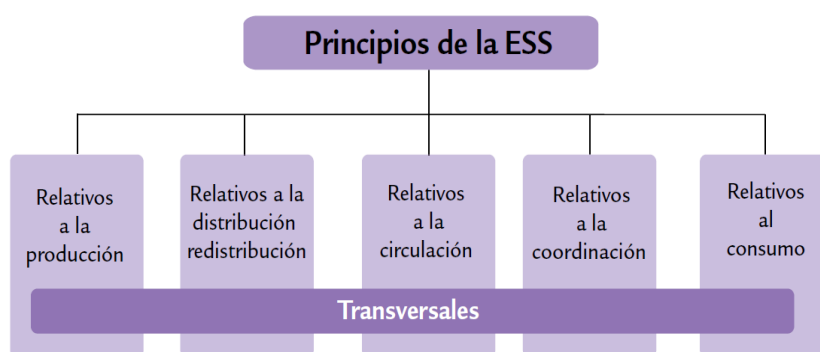 Principios de la ESS
Relativos
a la
producción
Relativos a la
distribución
redistribución
Relativos
a la
circulación
Relativos
a la
coordinación
Relativos
al
consumo
Transversales